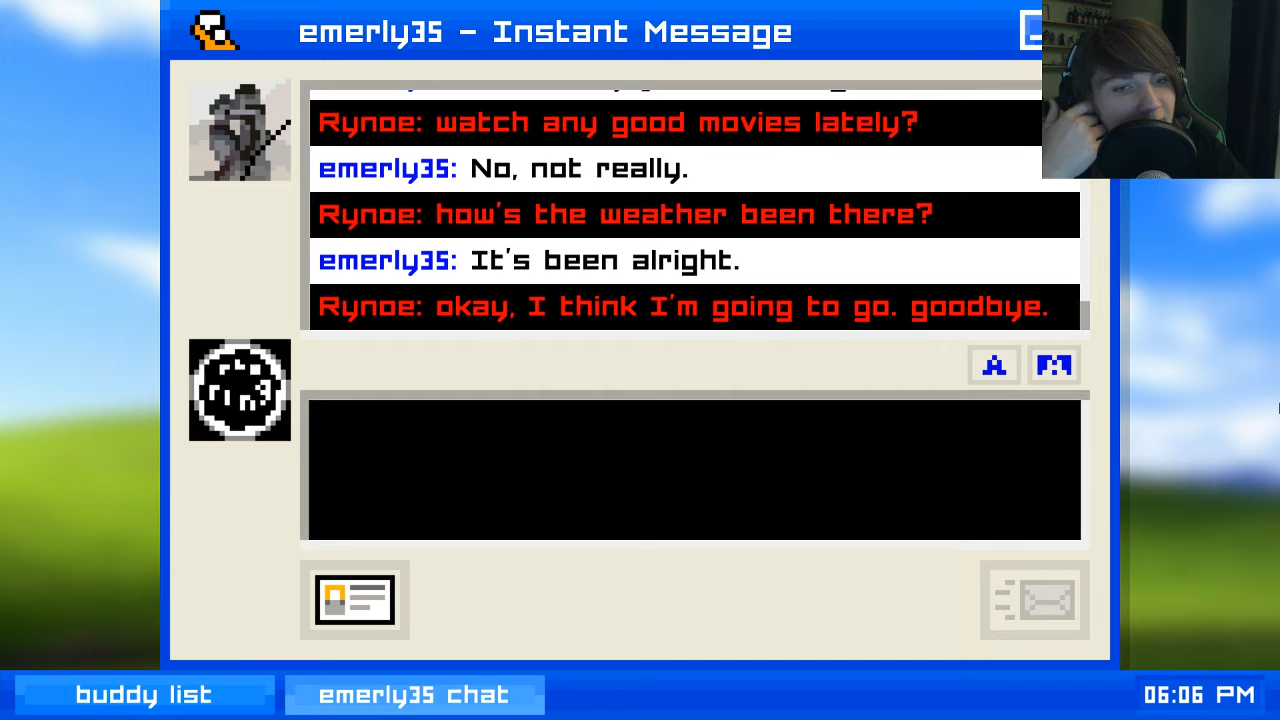 emerly35 - Instant Message
Rynoe: watch any good movies lately?
emerly35: No, not really.
Rynoe: how's the weather been there?
emerly35: It's been alright.
Rynoe: okay, I think I'm going to go. goodbye.
A
buddy list
emerly35 chat
06:06 PM